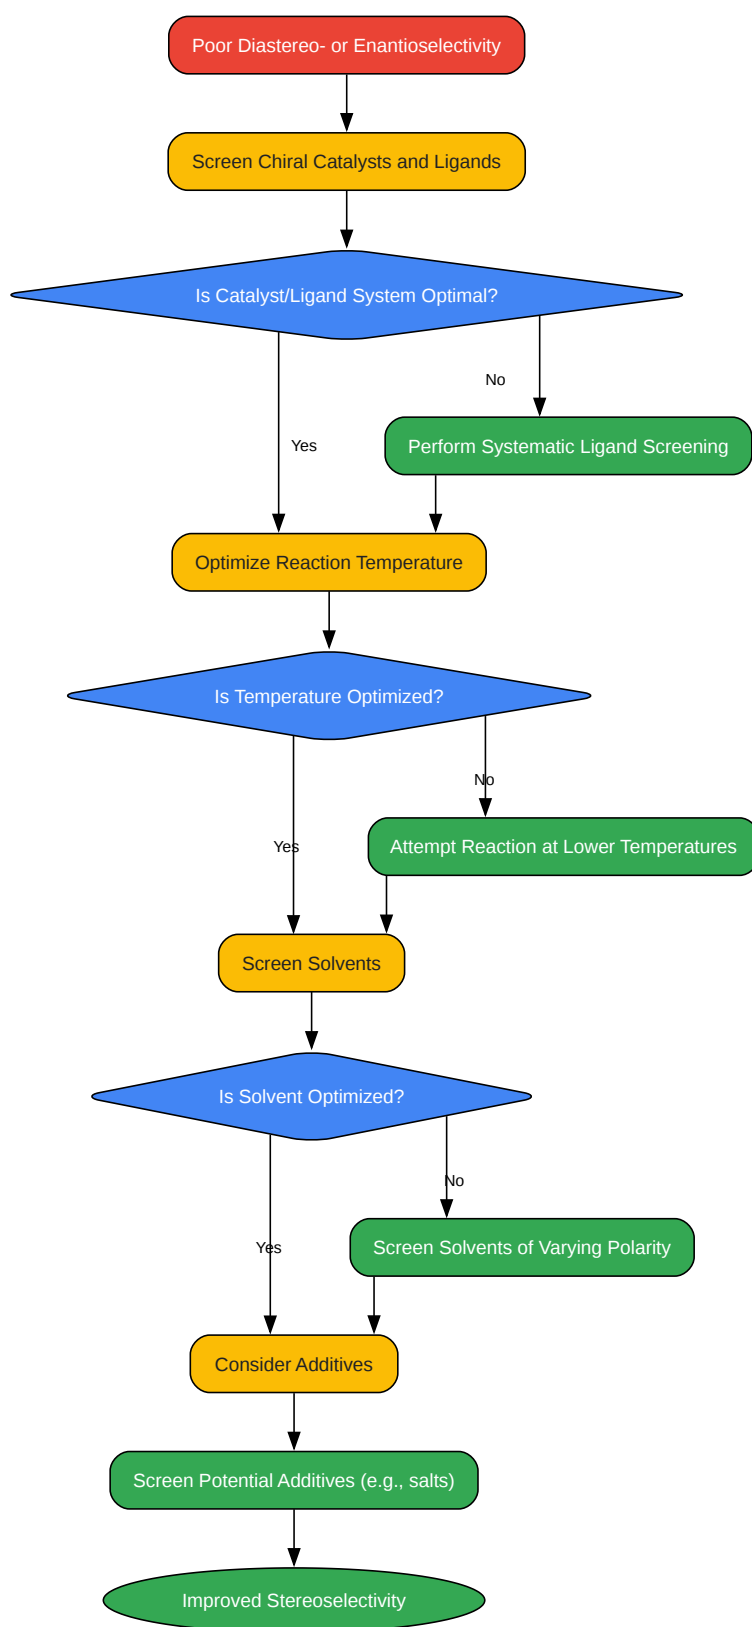 Poor Diastereo- or Enantioselectivity
Screen Chiral Catalysts and Ligands
Is Catalyst/Ligand System Optimal?
No
Yes
Perform Systematic Ligand Screening
Optimize Reaction Temperature
Is Temperature Optimized?
No
Yes
Attempt Reaction at Lower Temperatures
Screen Solvents
Is Solvent Optimized?
No
Yes
Screen Solvents of Varying Polarity
Consider Additives
Screen Potential Additives (e.g., salts)
Improved Stereoselectivity